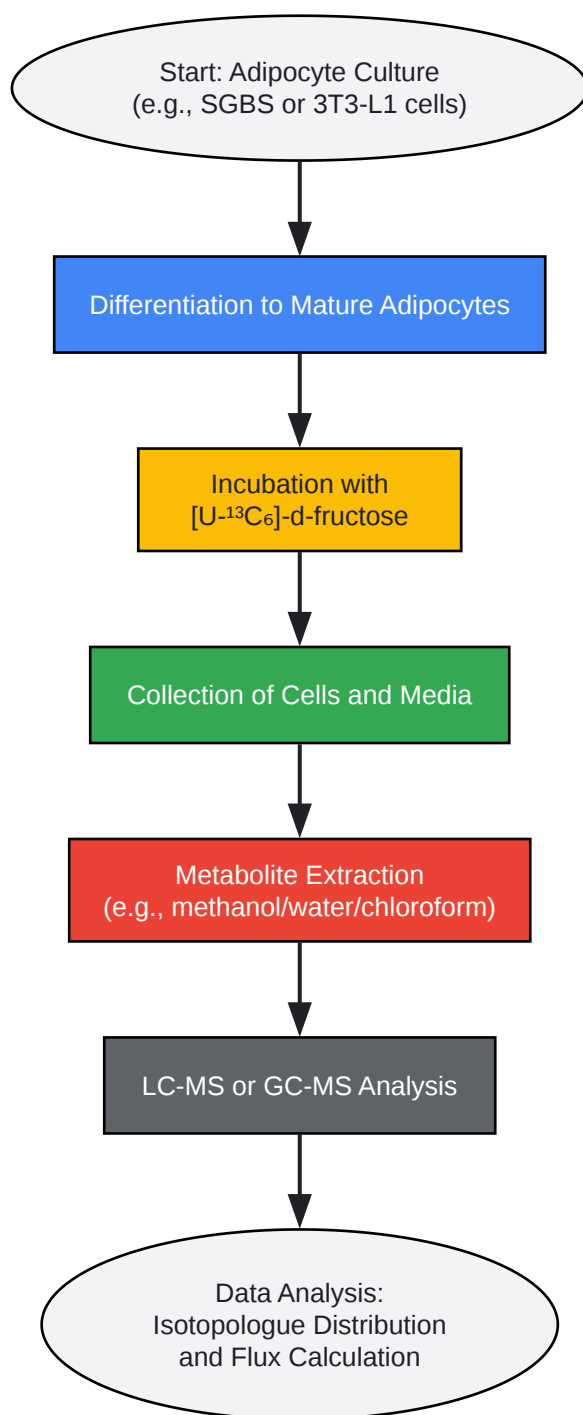 Start: Adipocyte Culture
(e.g., SGBS or 3T3-L1 cells)
Differentiation to Mature Adipocytes
Incubation with
[U-¹³C₆]-d-fructose
Collection of Cells and Media
Metabolite Extraction
(e.g., methanol/water/chloroform)
LC-MS or GC-MS Analysis
Data Analysis:
Isotopologue Distribution
and Flux Calculation